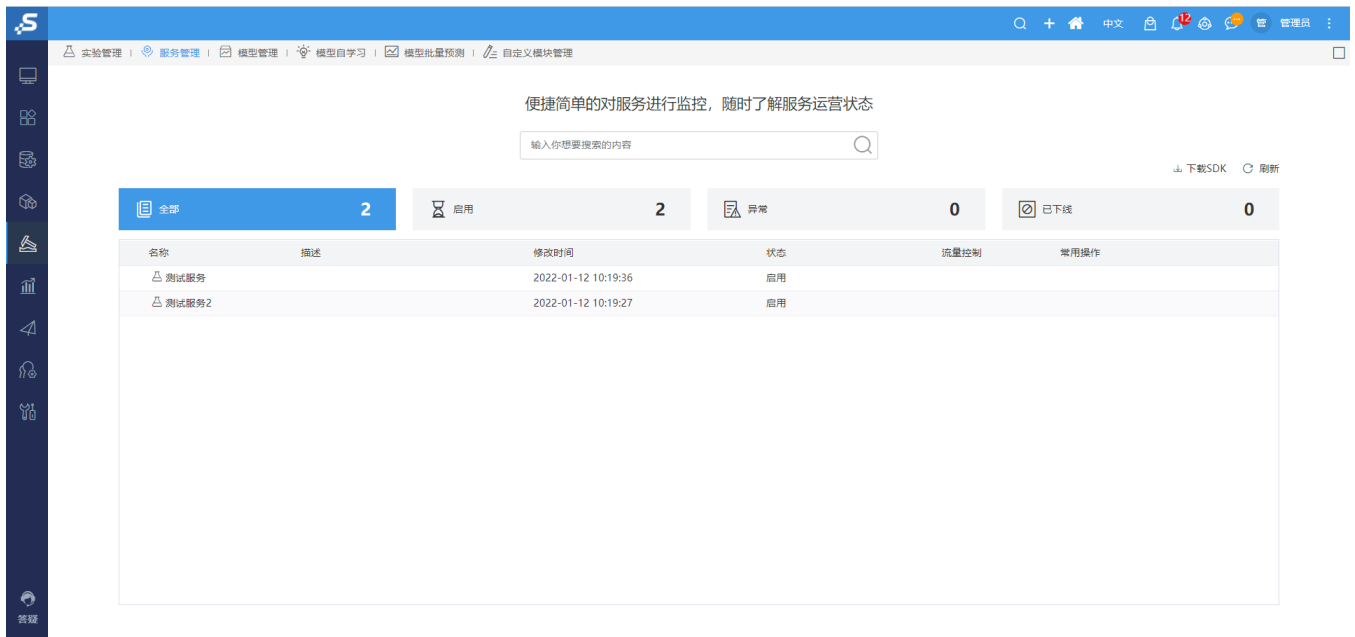 中文 12 管 管理员
实验管理 服务管理 模型管理 模型自学习 模型批量预测 自定义模块管理
便捷简单的对服务进行监控，随时了解服务运营状态
输入你想要搜索的内容
下载SDK 刷新
全部 2 启用 2 异常 0 已下线 0
名称 描述 修改时间 状态 流量控制 常用操作
测试服务 2022-01-12 10:19:36 启用
测试服务2 2022-01-12 10:19:27 启用
答疑